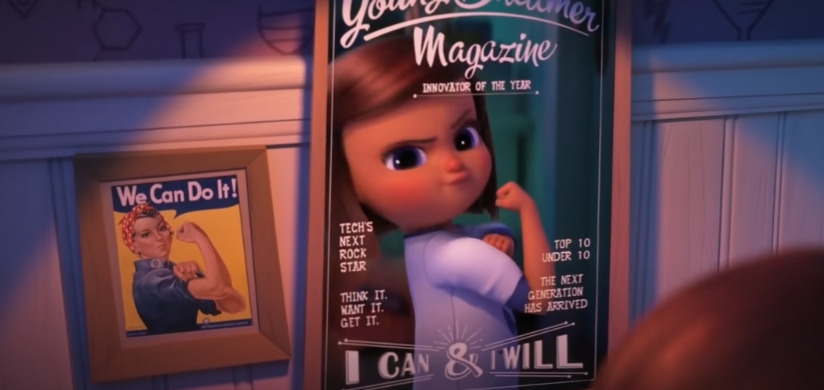 We Can Do It!
Young
Magazine
INNOVATOR OF THE YEAR
TECH'S
NEXT
ROCK
STAR
THINK IT.
WANT IT.
GET IT.
TOP 10
UNDER 10
THE NEXT
GENERATION
HAS ARRIVED
I CAN & I WILL